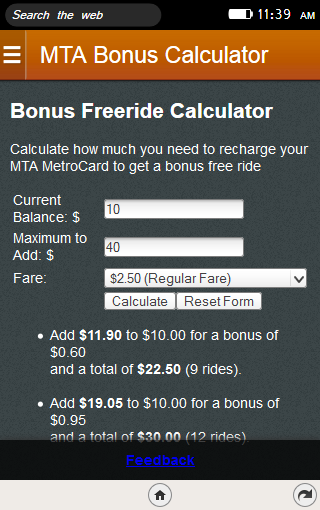 Search the web
11:39 AM
MTA Bonus Calculator
Bonus Freeride Calculator
Calculate how much you need to recharge your
MTA MetroCard to get a bonus free ride
Current
Balance: $
10
Maximum to
Add: $
40
Fare:
$2.50 (Regular Fare)
Calculate
Reset Form
• Add $11.90 to $10.00 for a bonus of
$0.60
and a total of $22.50 (9 rides).
• Add $19.05 to $10.00 for a bonus of
$0.95
and a total of $30.00 (12 rides).
Feedback